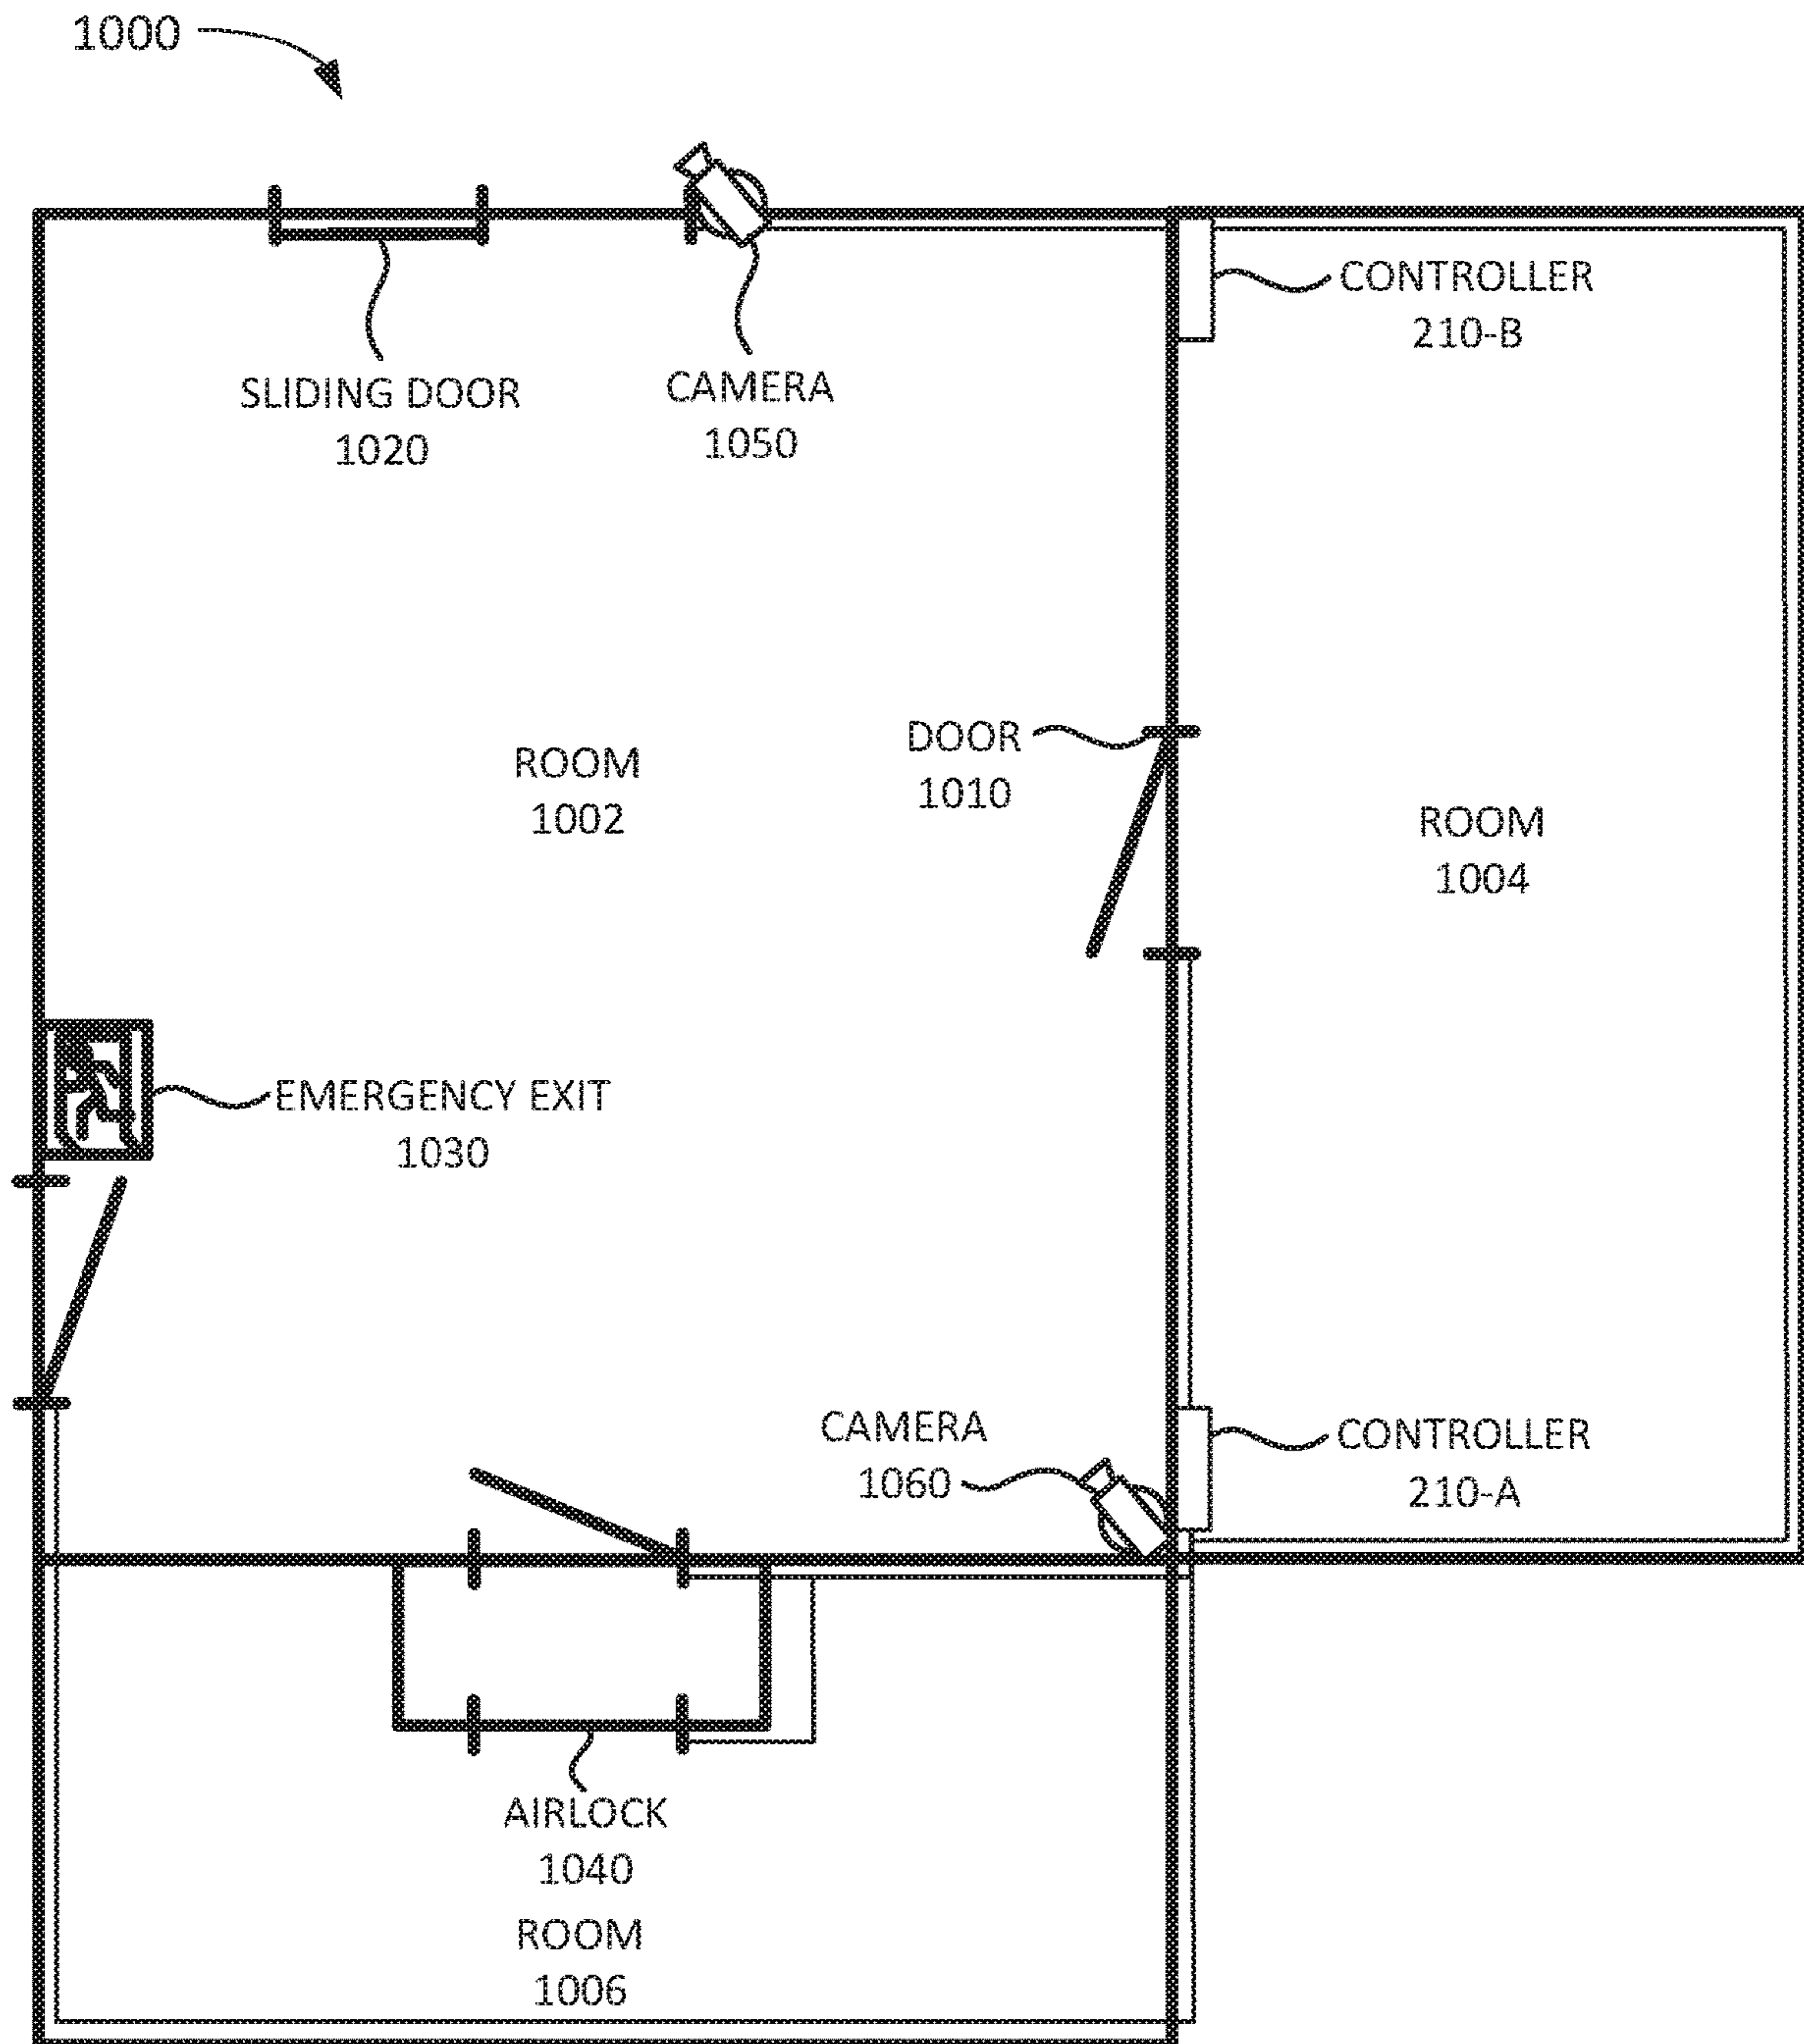 1000
CONTROLLER
210-B
SLIDING DOOR
1020
CAMERA
1050
DOOR
1010
ROOM
1002
ROOM
1004
EMERGENCY EXIT
1030
CAMERA
1060
CONTROLLER
210-A
AIRLOCK
1040
ROOM
1006